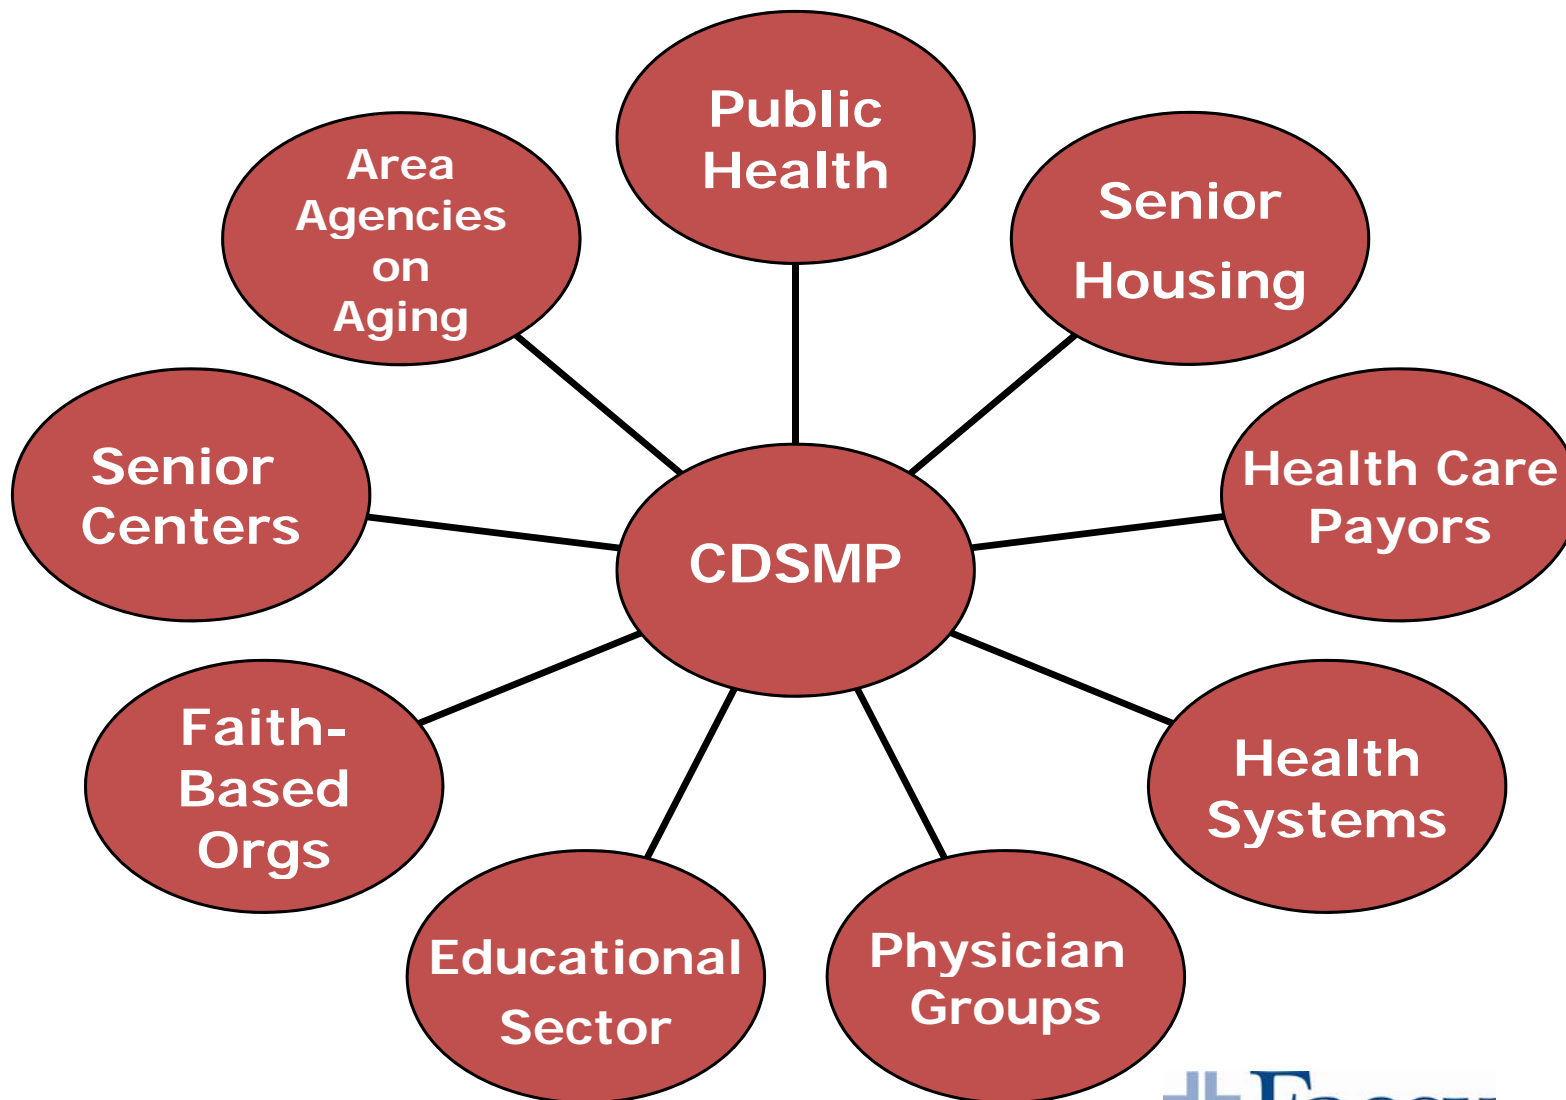 Public
Health
Area
Agencies
on
Aging
Senior
Housing
Senior
Centers
Health Care
Payors
CDSMP
Faith-
Based
Orgs
Health
Systems
Educational
Sector
Physician
Groups